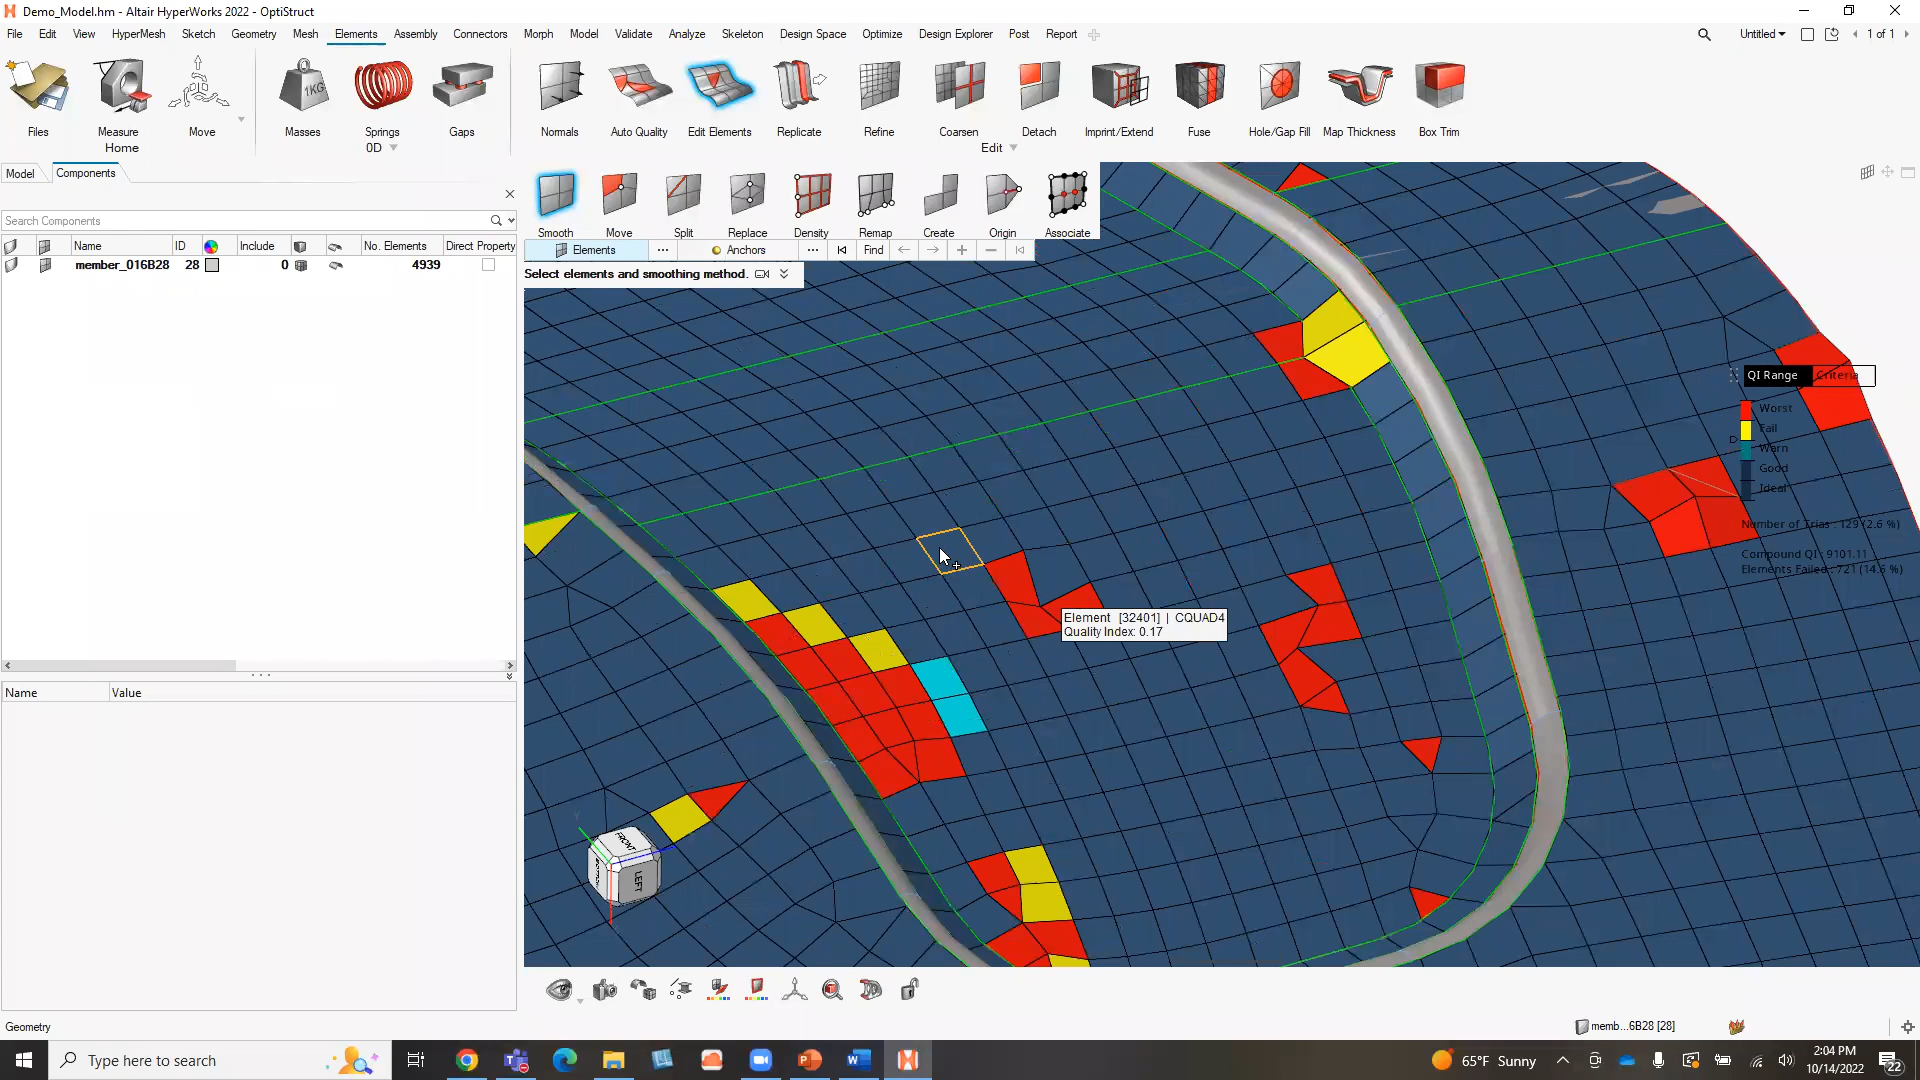 Demo_Model.hm - Altair HyperWorks 2022 - OptiStruct
File Edit View HyperMesh Sketch Geometry Mesh Elements Assembly Connectors Morph Model Validate Analyze Skeleton Design Space Optimize Design Explorer Post Report Untitled 1 of 1
1KG
Files Measure Move Masses Springs Gaps Normals Auto Quality Edit Elements Replicate Refine Coarsen Detach Imprint/Extend Fuse Hole/Gap Fill Map Thickness Box Trim
Home 0D Edit
Model Components
Smooth Move Split Replace Density Remap Create Origin Associate
Search Components
Elements ... Anchors ... Find
Name ID Include No. Elements Direct Property
member_016B28 28 0 4939
Select elements and smoothing method.
QI Range Criteria
Worst
Fail
Warn
Good
Ideal
Number of Trias : 129 (2.6 %)
Compound QI : 9101.11
Elements Failed : 721 (14.6 %)
Element [32401] | CQUAD4
Quality Index: 0.17
Name Value
FRONT
LEFT
Geometry
memb...6B28 [28]
Type here to search
65°F Sunny
2:04 PM
10/14/2022
22